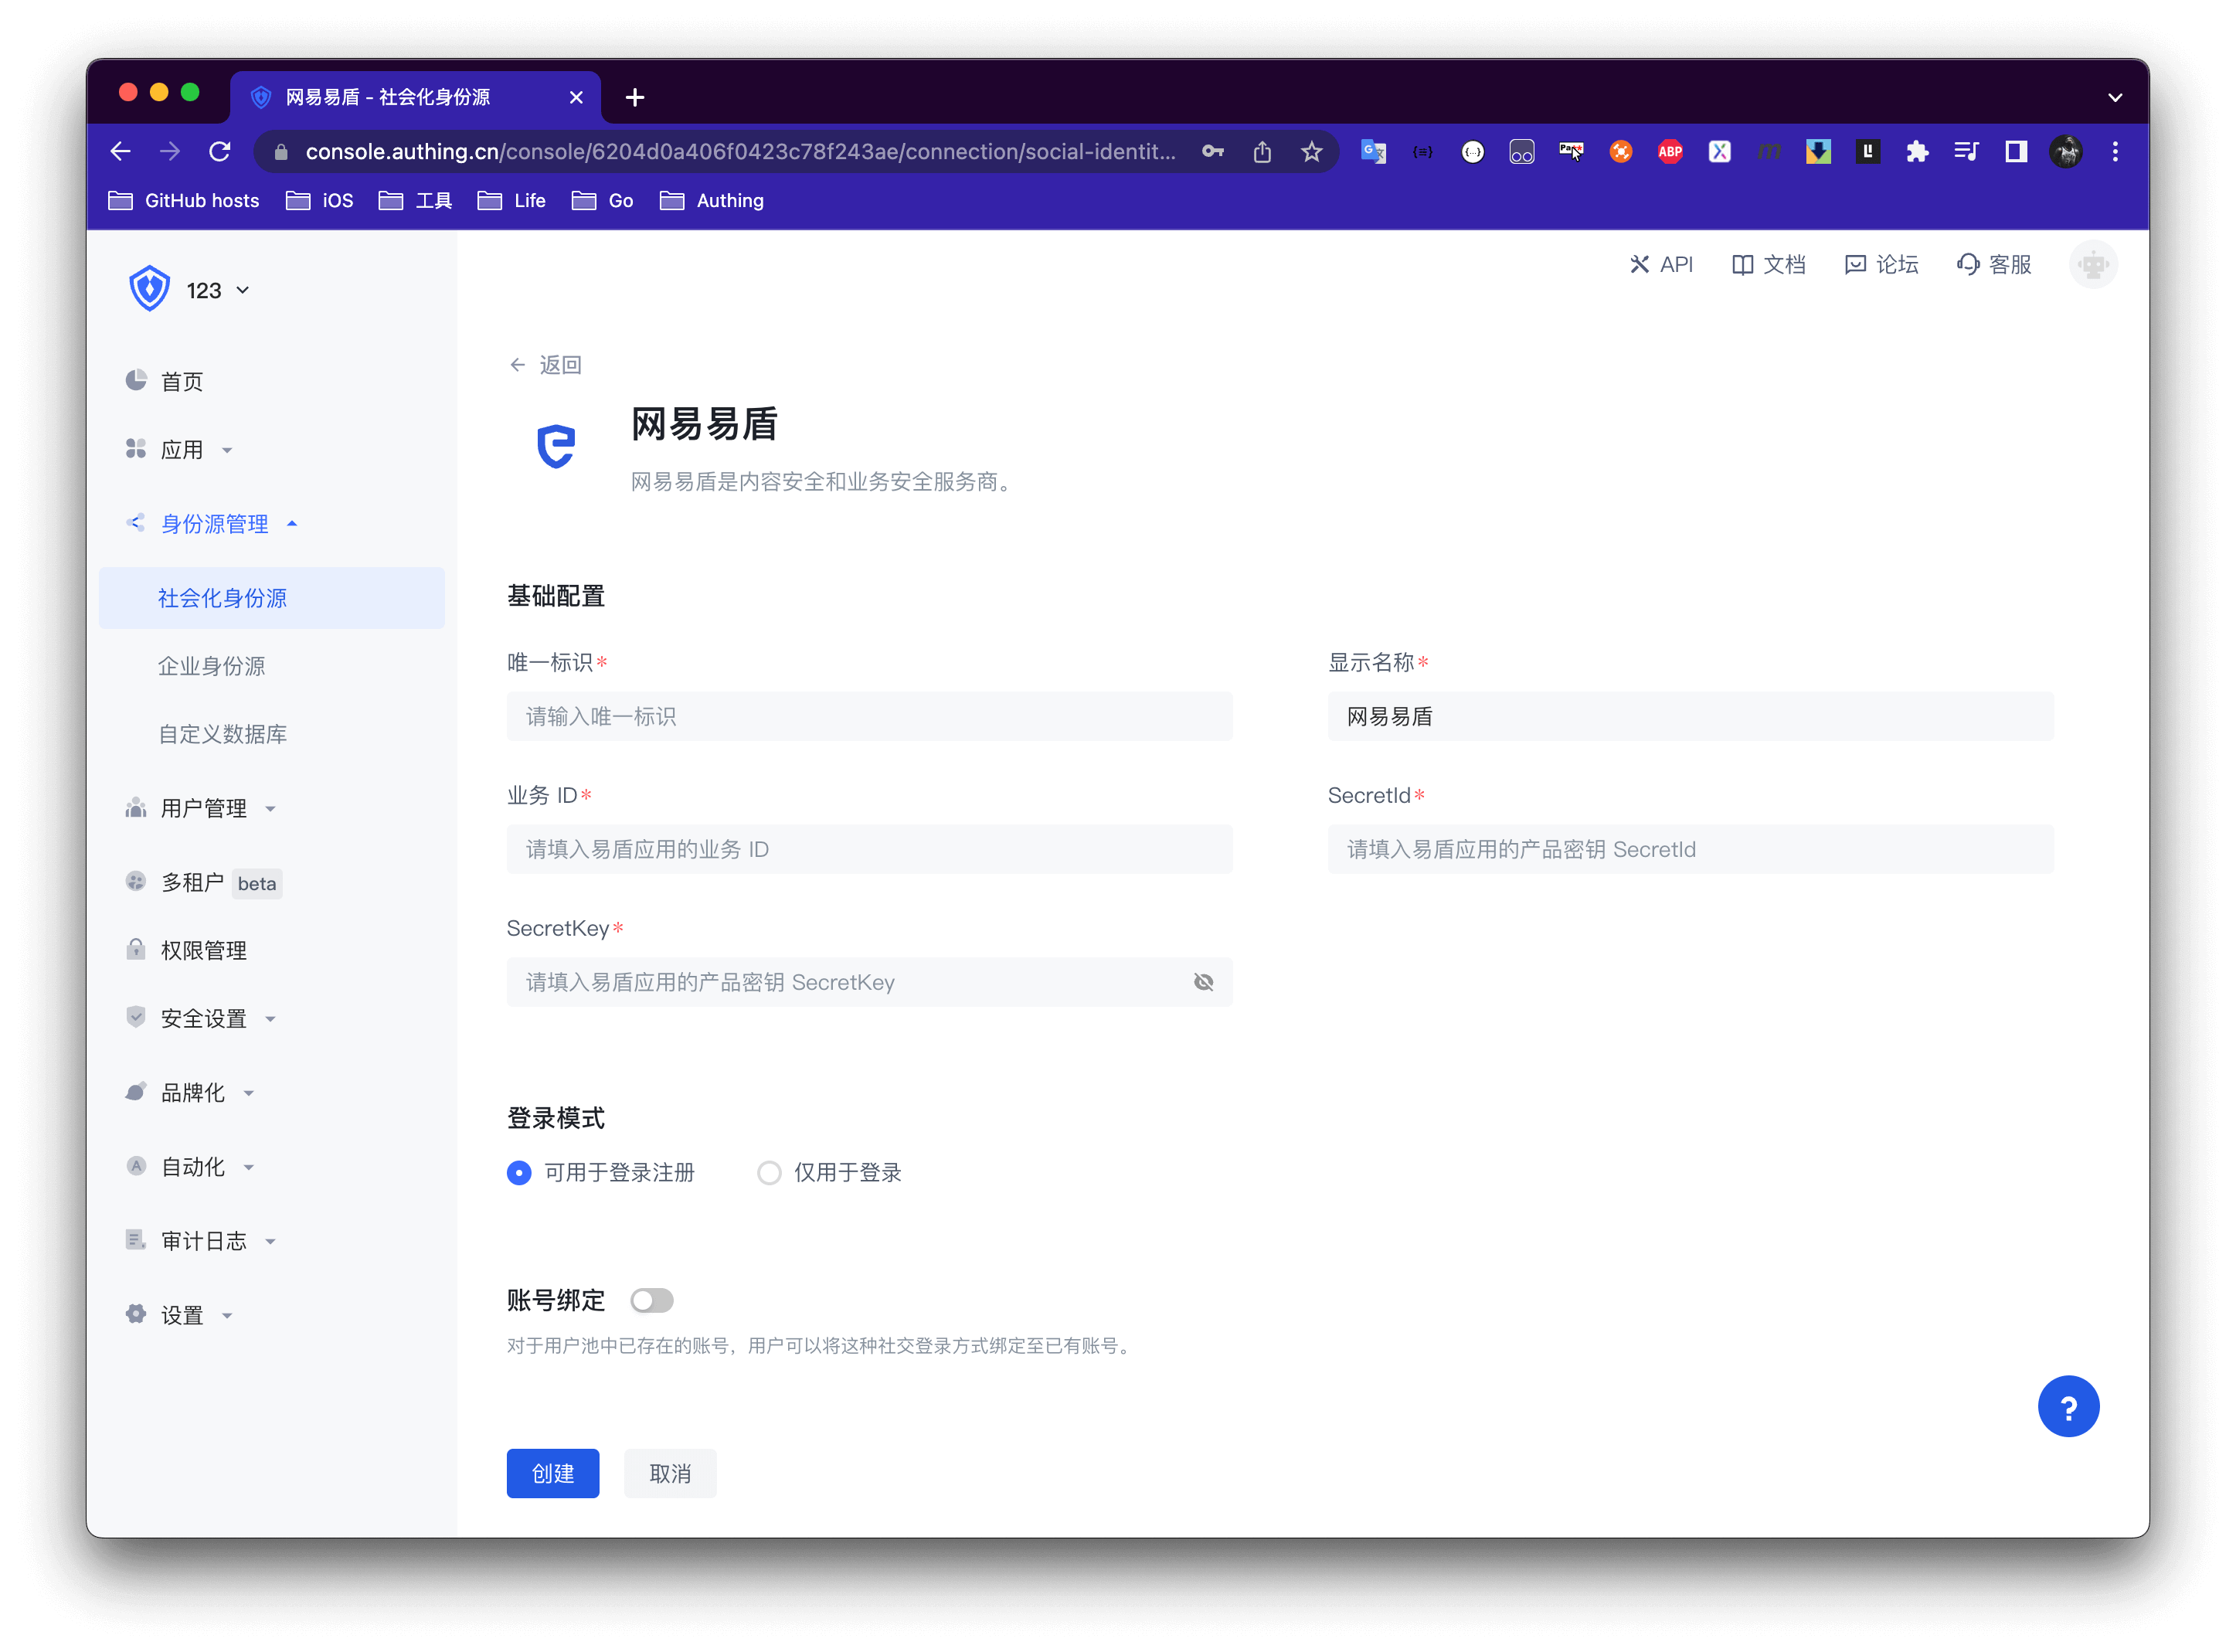 网易易盾 - 社会化身份源
console.authing.cn/console/6204d0a406f0423c78f243ae/connection/social-identit...
ABP
GitHub hosts
iOS
工具
Life
Go
Authing
123
API
文档
论坛
客服
首页
应用
身份源管理
社会化身份源
企业身份源
自定义数据库
用户管理
多租户 beta
权限管理
安全设置
品牌化
自动化
审计日志
设置
返回
网易易盾
网易易盾是内容安全和业务安全服务商。
基础配置
唯一标识*
请输入唯一标识
显示名称*
网易易盾
业务 ID*
请填入易盾应用的业务 ID
SecretId*
请填入易盾应用的产品密钥 SecretId
SecretKey*
请填入易盾应用的产品密钥 SecretKey
登录模式
可用于登录注册
仅用于登录
账号绑定
对于用户池中已存在的账号，用户可以将这种社交登录方式绑定至已有账号。
?
创建
取消